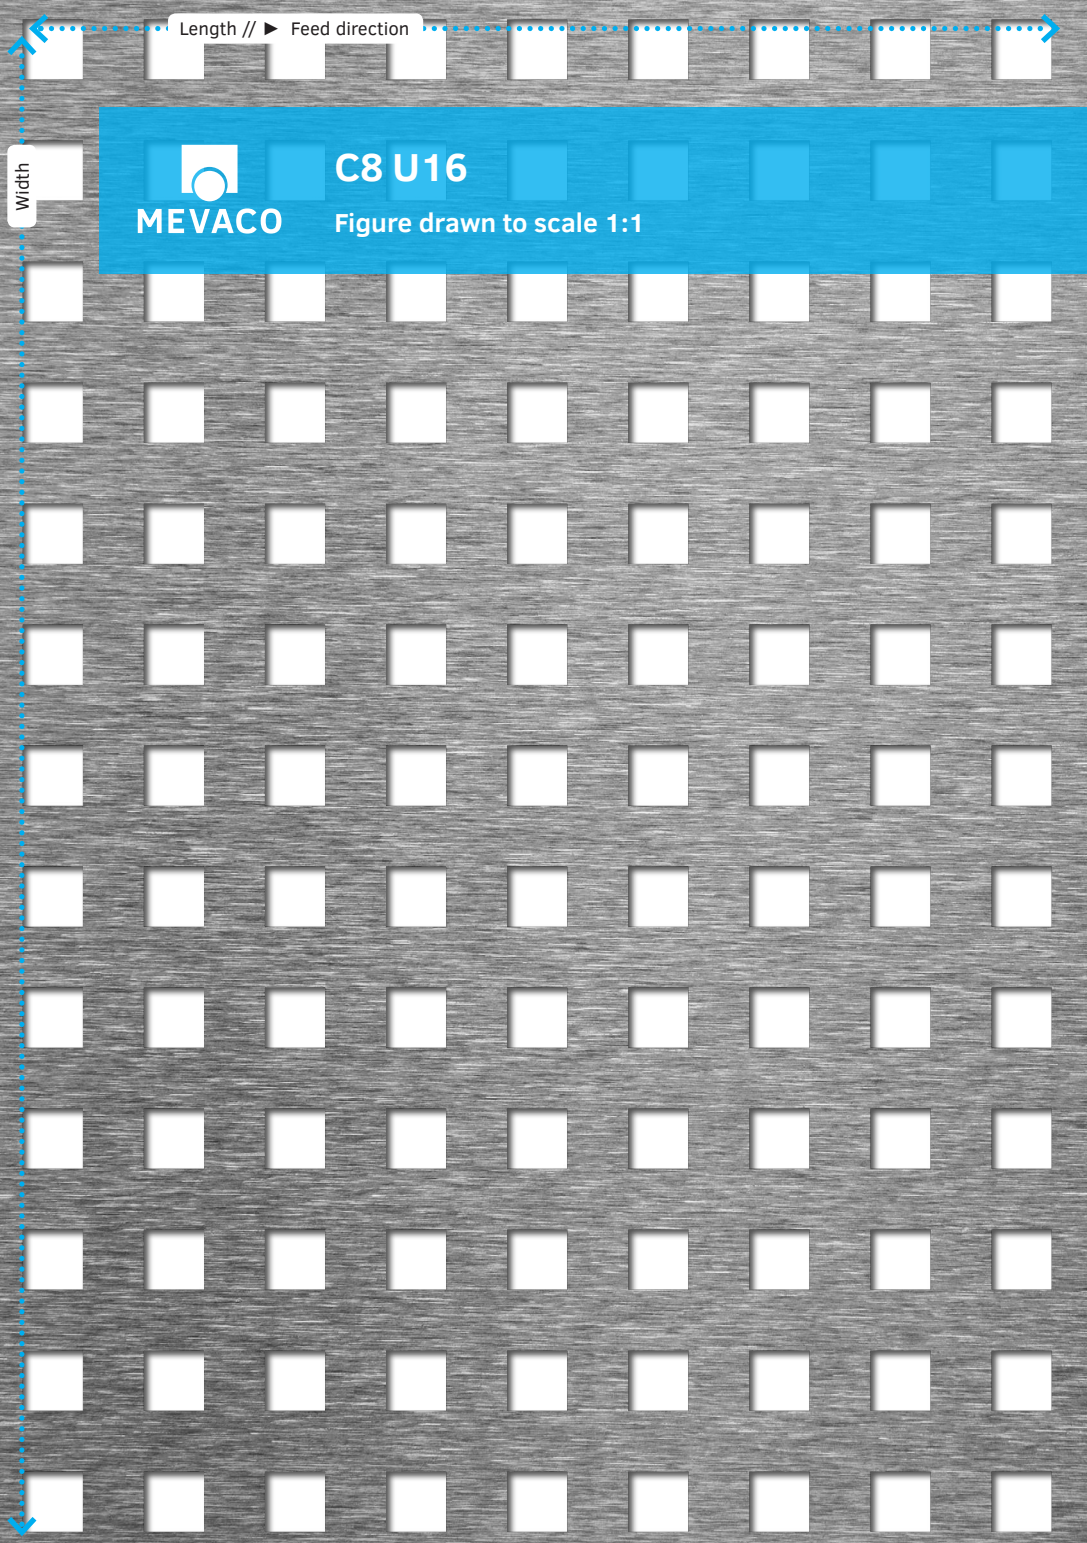 Length // ► Feed direction
Width
C8 U16
MEVACO
Figure drawn to scale 1:1